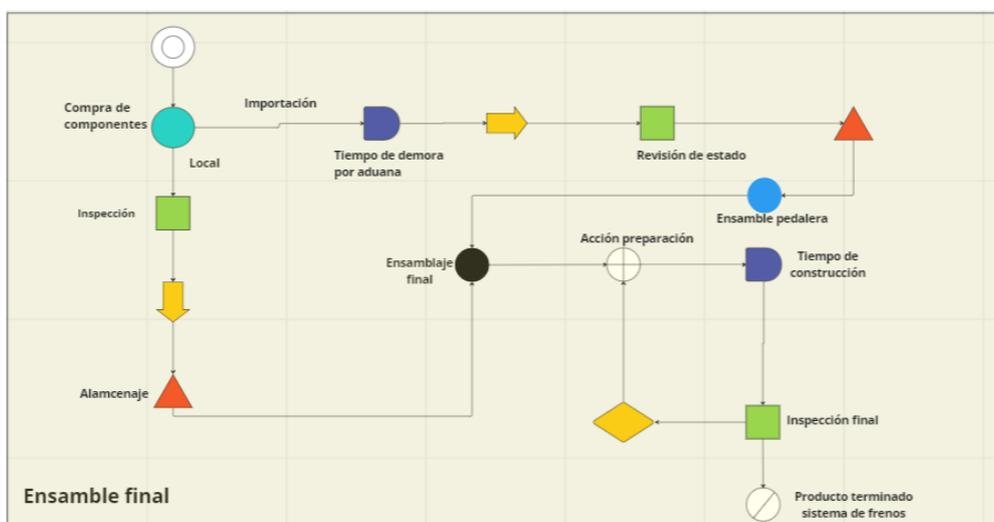 Importación
Compra de
componentes
Local
Tiempo de demora
por aduana
Revisión de estado
Inspección
Ensamble pedalera
Acción preparación
Ensamblaje
final
Tiempo de
construcción
Alamcenaje
Inspección final
Ensamble final
Producto terminado
sistema de frenos